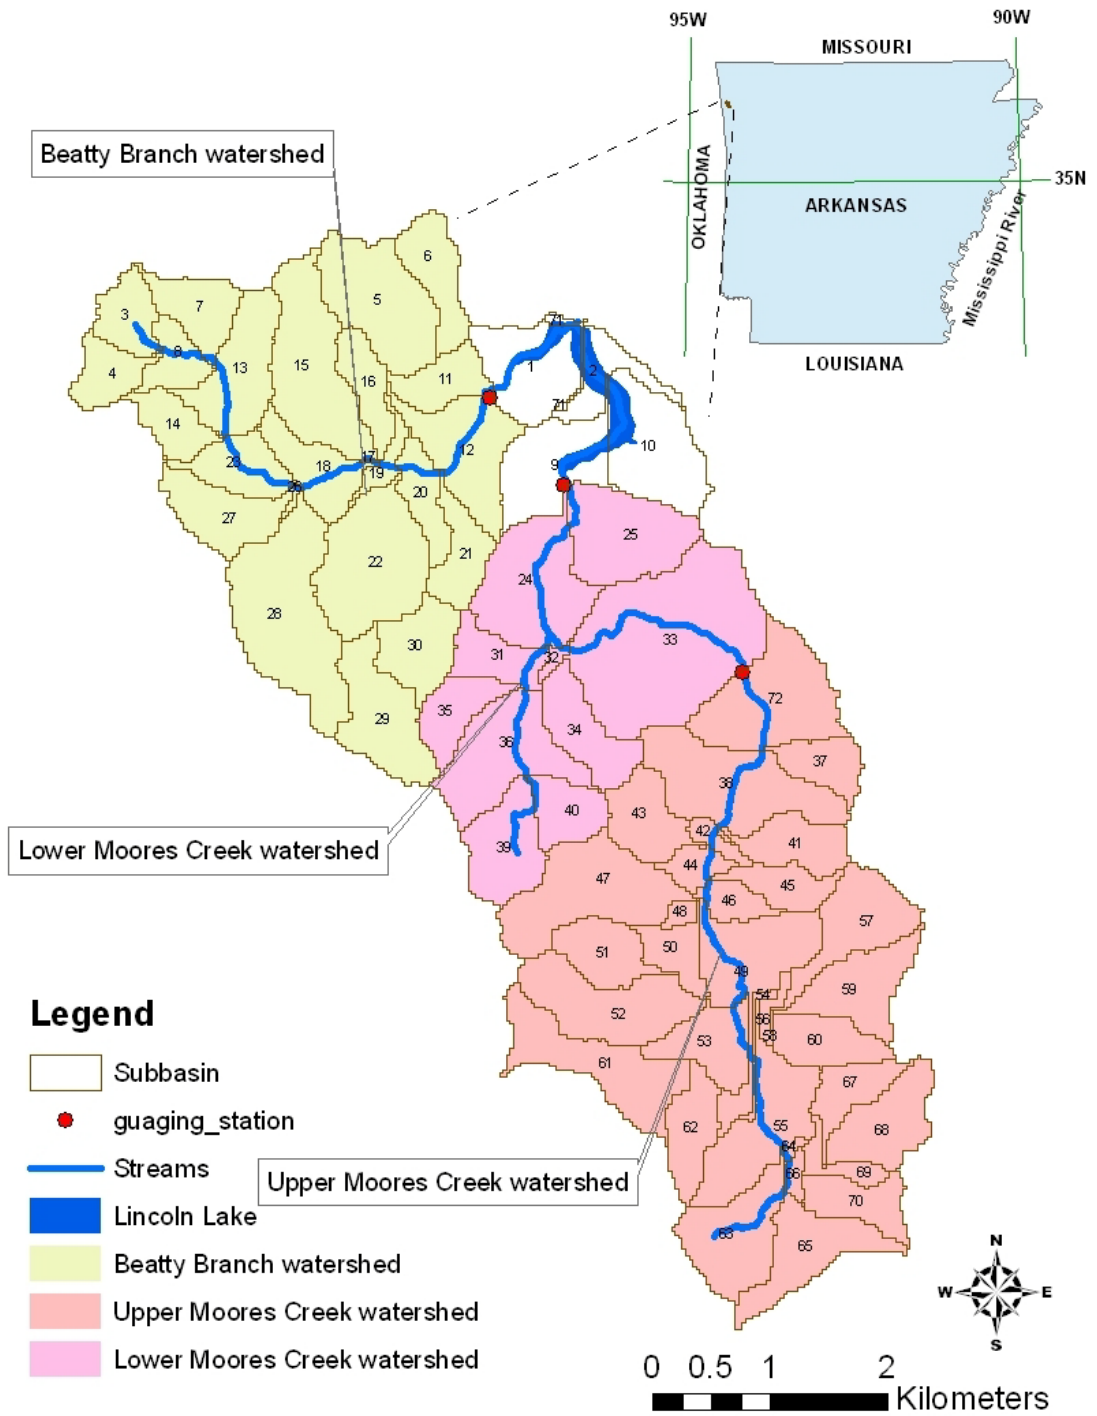 95W
90W
MISSOURI
Beatty Branch watershed
OKLAHOMA
35N
ARKANSAS
Mississippi River
LOUISIANA
6
5
3
7
71
8
13
15
1
2
4
16
11
71
14
12
10
23
18
17
9
19
26
20
27
25
21
22
24
28
30
33
31
32
72
35
29
34
36
37
38
40
43
42
41
39
Lower Moores Creek watershed
44
47
45
46
48
57
50
51
49
59
54
52
56
58
53
60
61
67
62
55
68
64
66
69
70
63
65
Legend
Subbasin
guaging_station
Streams
Upper Moores Creek watershed
Lincoln Lake
Beatty Branch watershed
Upper Moores Creek watershed
Lower Moores Creek watershed
N
W
E
S
0 0.5 1 2
Kilometers